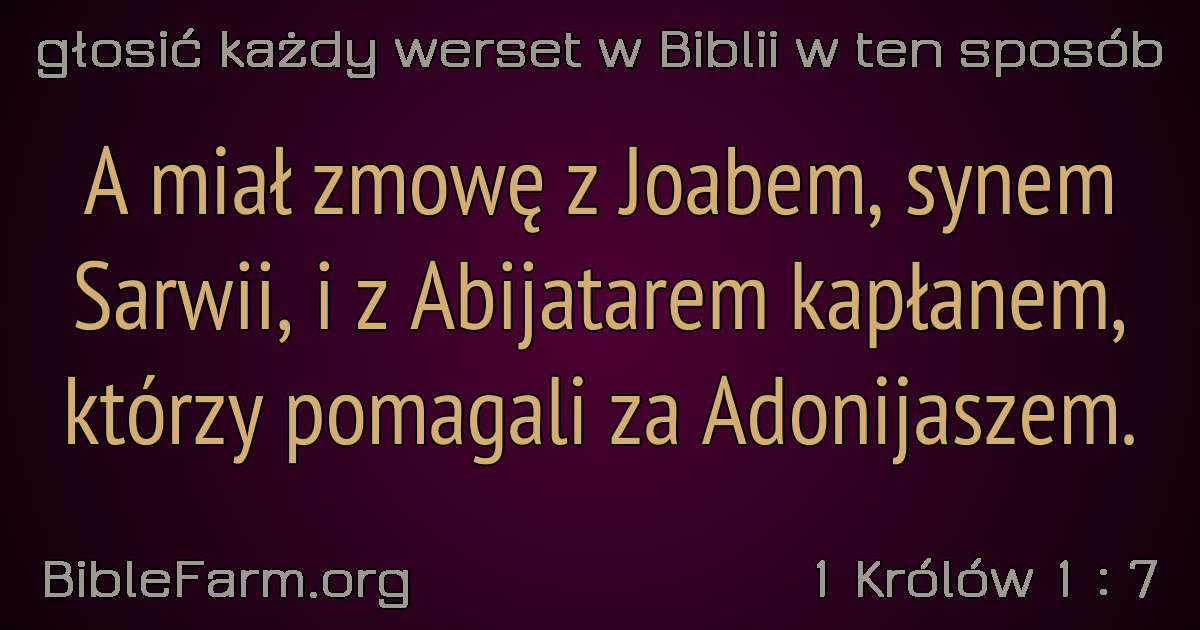 głosić każdy werset w Biblii w ten sposób
A miał zmowę z Joabem, synem
Sarwii, i z Abijatarem kapłanem,
którzy pomagali za Adonijaszem.
BibleFarm.org
1 Królów 1 : 7